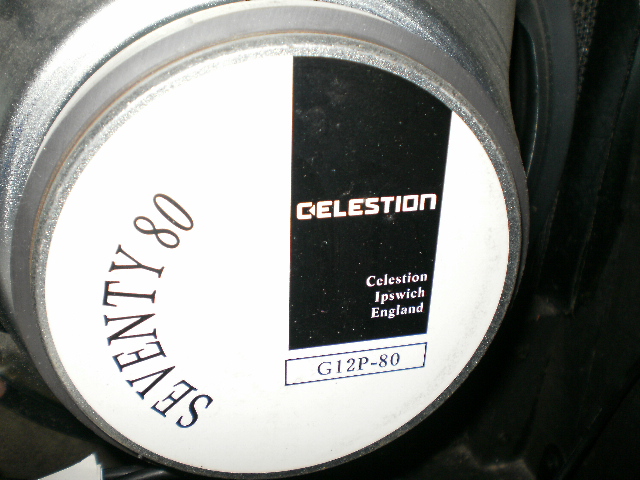 SEVENTY 80
CELESTION
Celestion
Ipswich
England
G12P-80